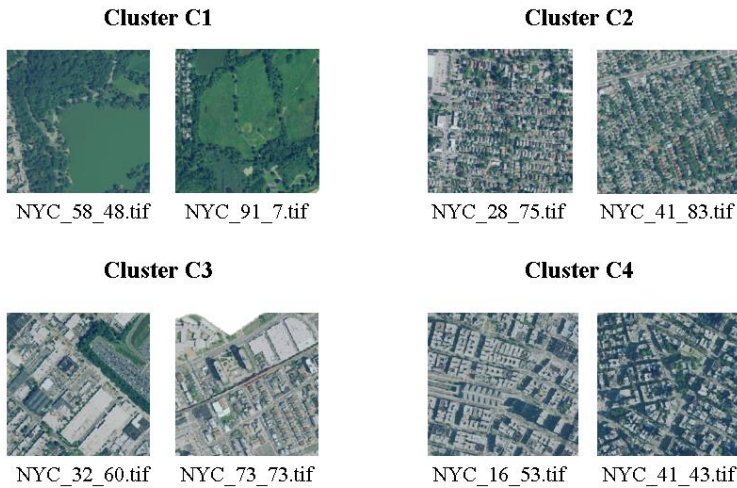 Cluster C1
NYC_58_48.tif
NYC_91_7.tif
Cluster C2
NYC_28_75.tif
NYC_41_83.tif
Cluster C3
NYC_32_60.tif
NYC_73_73.tif
Cluster C4
NYC_16_53.tif
NYC_41_43.tif